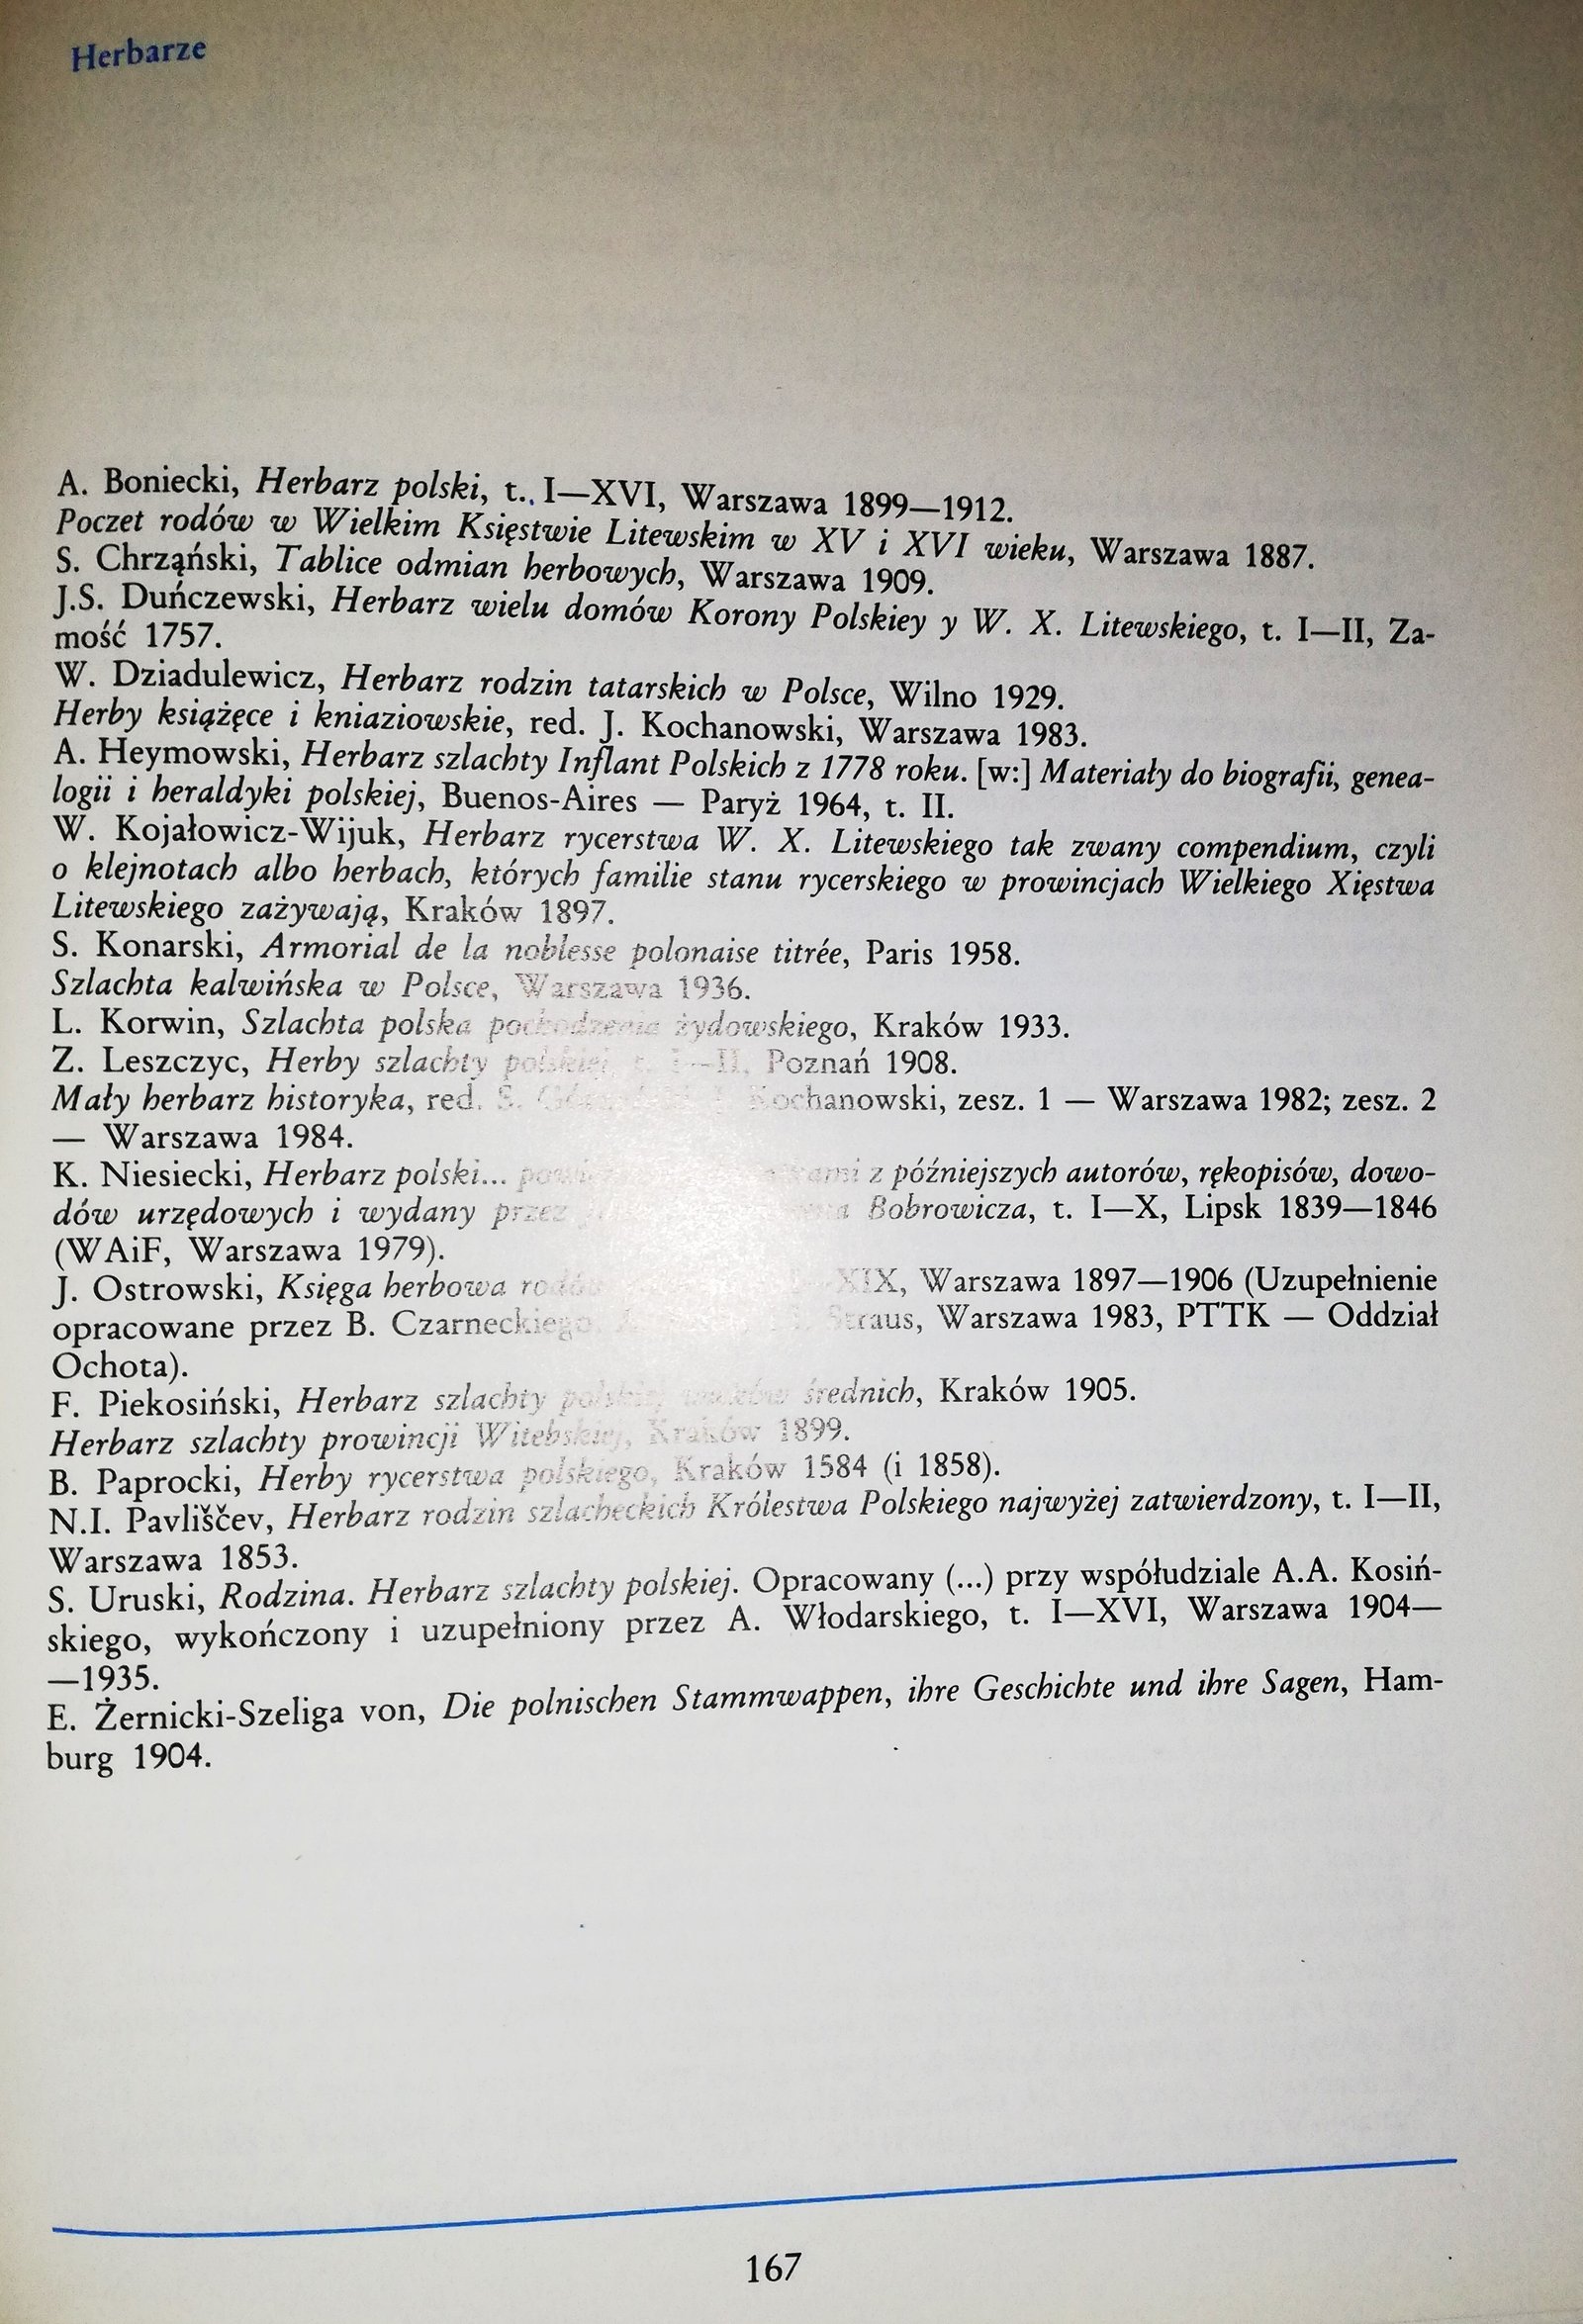 Herbarze
A. Boniecki, Herbarz polski, t. I—XVI, Warszawa 1899—1912.
Poczet rodów w Wielkim Księstwie Litewskim w XV i XVI wieku, Warszawa 1887.
S. Chrząński, Tablice odmian herbowych, Warszawa 1909.
J.S. Duńczewski, Herbarz wielu domów Korony Polskiey y W. X. Litewskiego, t. I—II, Za-
mość 1757.
W. Dziadulewicz, Herbarz rodzin tatarskich w Polsce, Wilno 1929.
Herby książęce i kniaziowskie, red. J. Kochanowski, Warszawa 1983.
A. Heymowski, Herbarz szlachty Inflant Polskich z 1778 roku. [w:] Materiały do biografii, genea-
logii i heraldyki polskiej, Buenos-Aires — Paryż 1964, t. II.
W. Kojałowicz-Wijuk, Herbarz rycerstwa W. X. Litewskiego tak zwany compendium, czyli
o klejnotach albo herbach, których familie stanu rycerskiego w prowincjach Wielkiego Xięstwa
Litewskiego zażywają, Kraków 1897.
S. Konarski, Armorial de la noblesse polonaise titrée, Paris 1958.
Szlachta kalwińska w Polsce, Warszawa 1936.
L. Korwin, Szlachta polska pochodzenia żydowskiego, Kraków 1933.
Z. Leszczyc, Herby szlachty polskiej, t. I—II, Poznań 1908.
Mały herbarz historyka, red. S. Kochanowski, zesz. 1 — Warszawa 1982; zesz. 2
— Warszawa 1984.
K. Niesiecki, Herbarz polski... z późniejszych autorów, rękopisów, dowo-
dów urzędowych i wydany przez Bobrowicza, t. I—X, Lipsk 1839—1846
(WAiF, Warszawa 1979).
J. Ostrowski, Księga herbowa rodów XIX, Warszawa 1897—1906 (Uzupełnienie
opracowane przez B. Czarneckiego, Straus, Warszawa 1983, PTTK — Oddział
Ochota).
F. Piekosiński, Herbarz szlachty polskiej wieków średnich, Kraków 1905.
Herbarz szlachty prowincji Witebskiej, Kraków 1899.
B. Paprocki, Herby rycerstwa polskiego, Kraków 1584 (i 1858).
N.I. Pavliščev, Herbarz rodzin szlacheckich Królestwa Polskiego najwyżej zatwierdzony, t. I—II,
Warszawa 1853.
S. Uruski, Rodzina. Herbarz szlachty polskiej. Opracowany (...) przy współudziale A.A. Kosiń-
skiego, wykończony i uzupełniony przez A. Włodarskiego, t. I—XVI, Warszawa 1904—
—1935.
E. Żernicki-Szeliga von, Die polnischen Stammwappen, ihre Geschichte und ihre Sagen, Ham-
burg 1904.
167